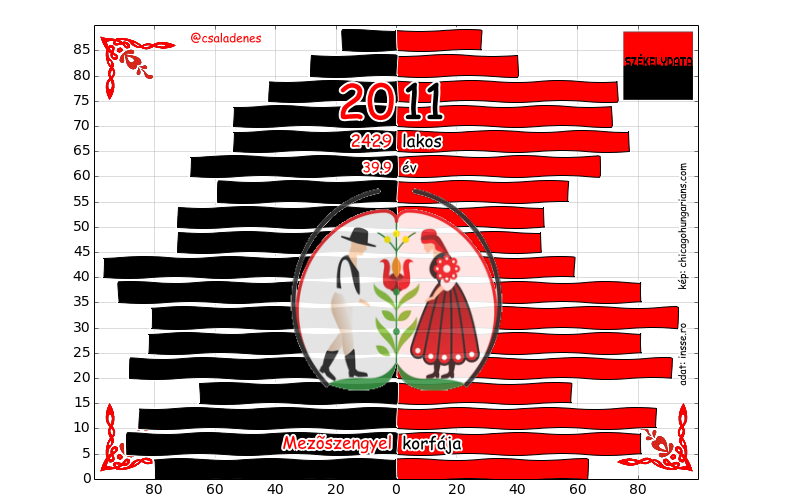 @csaladenes
SZÉKELYDATA
2011
2429 lakos
39.9 év
kép: chicagohungarians.com
adat: insse.ro
Mezőszengyel korfája
85
80
75
70
65
60
55
50
45
40
35
30
25
20
15
10
5
0
80 60 40 20 0 20 40 60 80